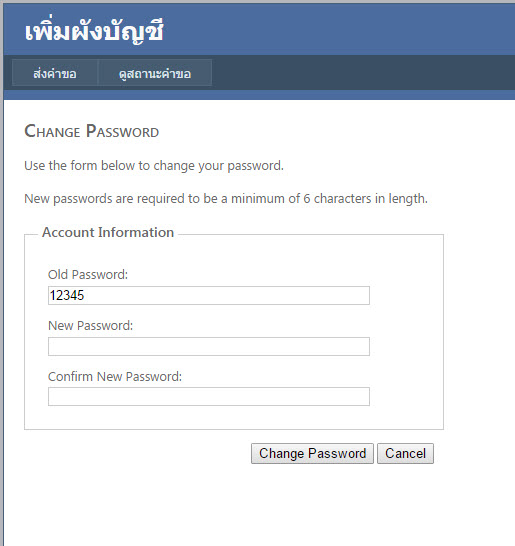 เพิ่มผังบัญชี
ส่งคำขอ ดูสถานะคำขอ
Change Password
Use the form below to change your password.
New passwords are required to be a minimum of 6 characters in length.
Account Information
Old Password:
12345
New Password:
Confirm New Password:
Change Password Cancel